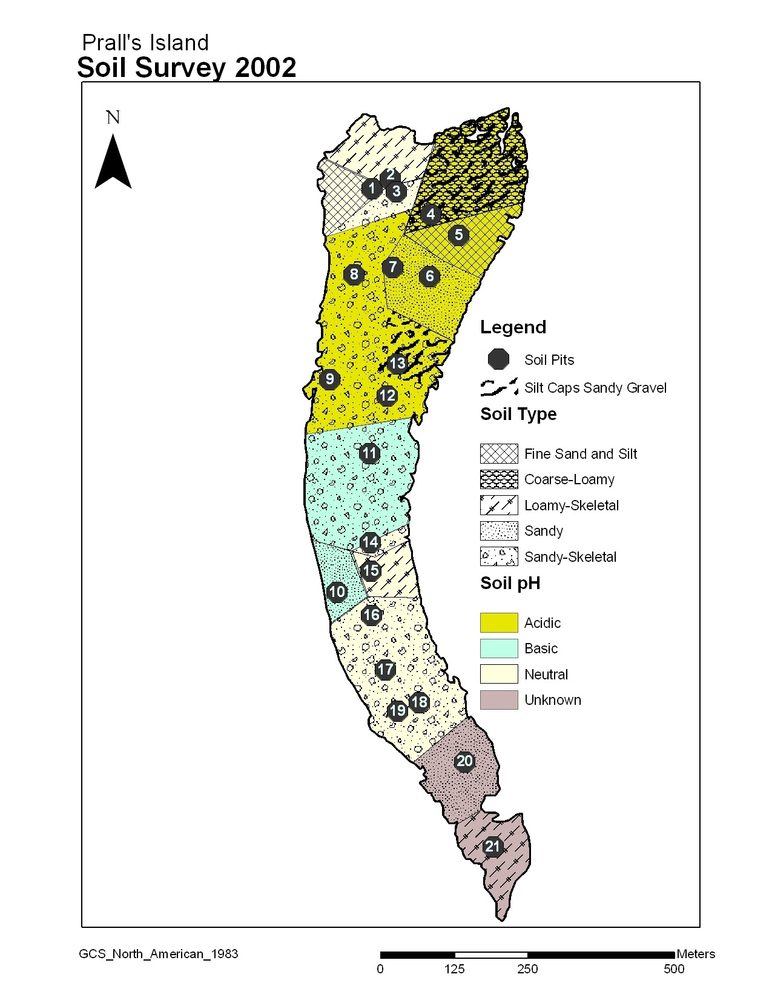 Prall's Island
Soil Survey 2002
N
2
1
3
4
5
7
8
6
13
9
12
11
14
15
10
16
17
18
19
20
21
Legend
Soil Pits
Silt Caps Sandy Gravel
Soil Type
Fine Sand and Silt
Coarse-Loamy
Loamy-Skeletal
Sandy
Sandy-Skeletal
Soil pH
Acidic
Basic
Neutral
Unknown
GCS_North_American_1983
Meters
0 125 250 500